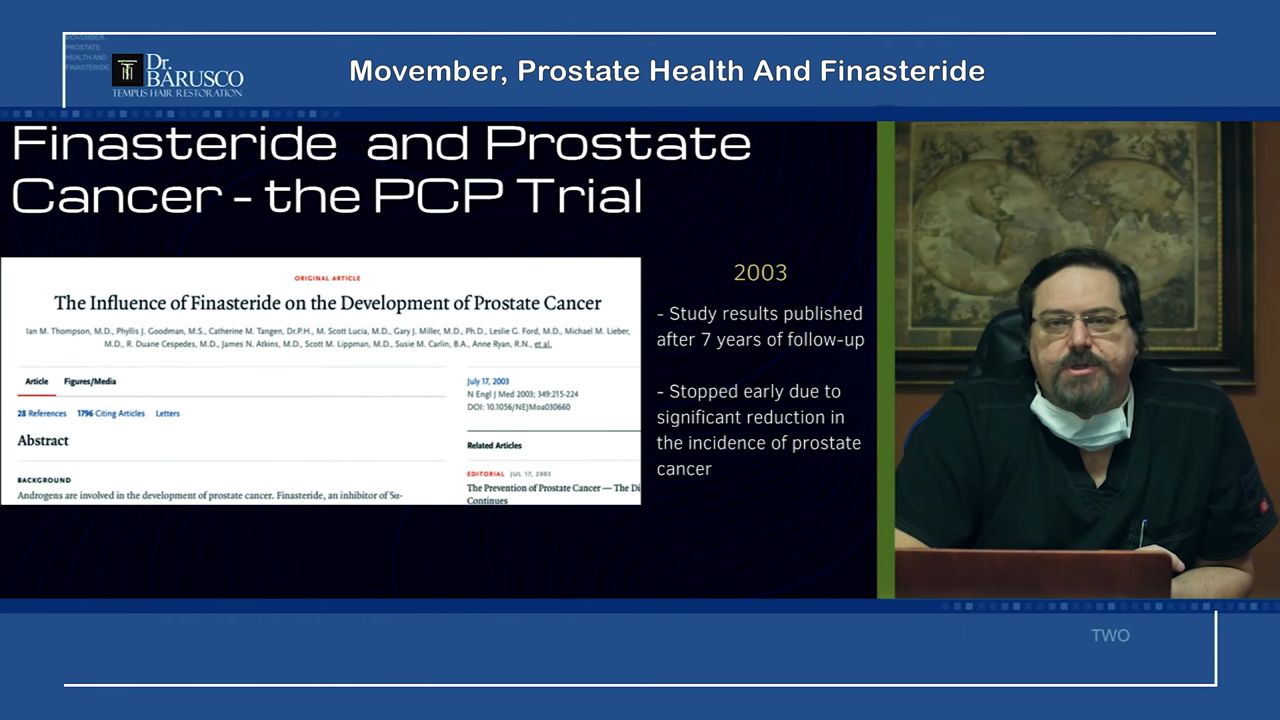 MOVEMBER,
PROSTATE
HEALTH AND
FINASTERIDE
Dr.
BARUSCO
TEMPUS HAIR RESTORATION
Movember, Prostate Health And Finasteride
Finasteride and Prostate
Cancer - the PCP Trial
ORIGINAL ARTICLE
The Influence of Finasteride on the Development of Prostate Cancer
Ian M. Thompson, M.D., Phyllis J. Goodman, M.S., Catherine M. Tangen, Dr.P.H., M. Scott Lucia, M.D., Gary J. Miller, M.D., Ph.D., Leslie G. Ford, M.D., Michael M. Lieber,
M.D., R. Duane Cespedes, M.D., James N. Atkins, M.D., Scott M. Lippman, M.D., Susie M. Carlin, B.A., Anne Ryan, R.N., et al.
Article Figures/Media
28 References 1796 Citing Articles Letters
Abstract
BACKGROUND
Androgens are involved in the development of prostate cancer. Finasteride, an inhibitor of 5α-
July 17, 2003
N Engl J Med 2003; 349:215-224
DOI: 10.1056/NEJMoa030660
Related Articles
EDITORIAL JUL 17, 2003
The Prevention of Prostate Cancer — The Di
Continues
2003
- Study results published
after 7 years of follow-up
- Stopped early due to
significant reduction in
the incidence of prostate
cancer
TWO